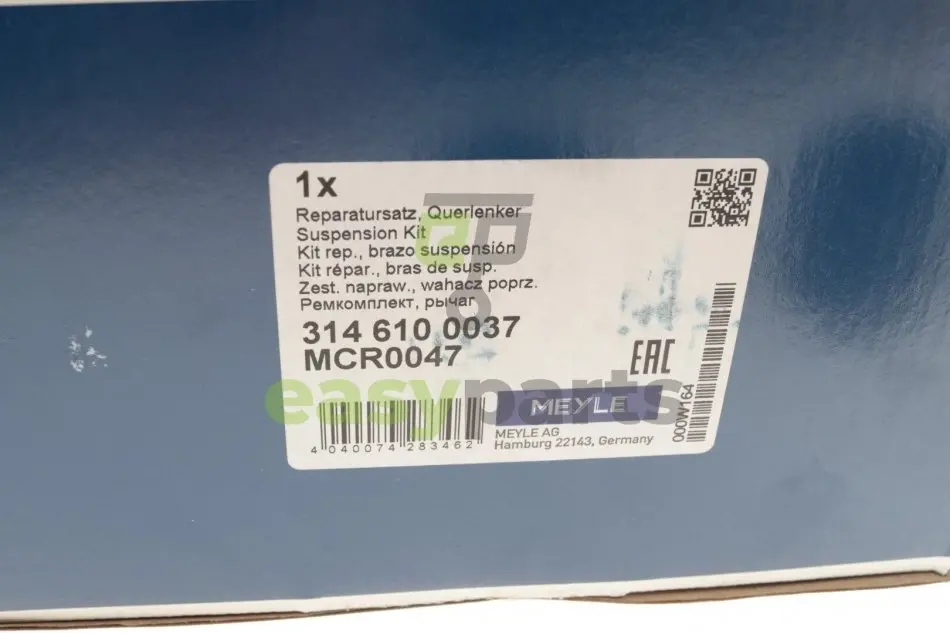 1x
Reparatursatz, Querlenker
Suspension Kit
Kit rep., brazo suspensión
Kit répar., bras de susp.
Zest. napraw., wahacz poprz.
Ремкомплект, рычаг
314 610 0037
MCR0047
EAC
easyparts
MEYLE
MEYLE AG
Hamburg 22143, Germany
4 040074 283462
000W164